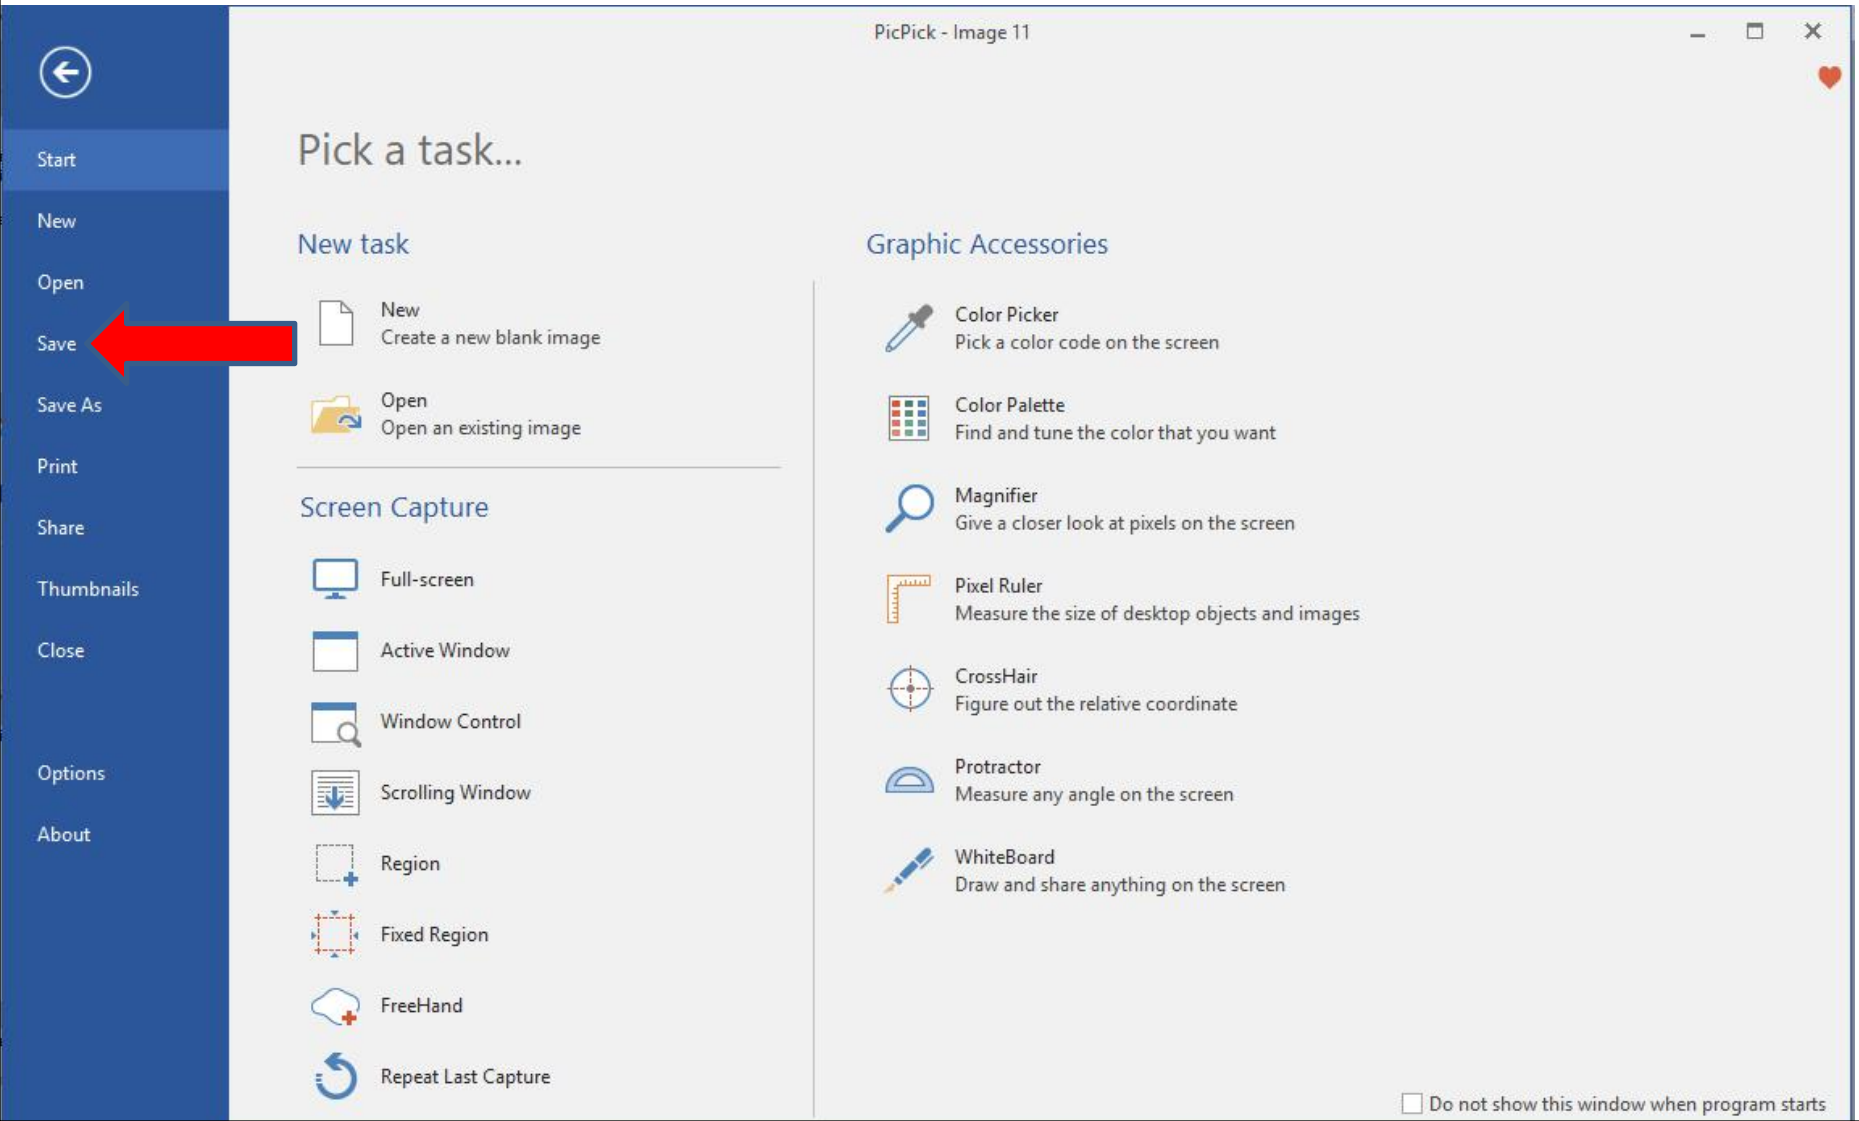 PicPick - Image 11
Start
New
Open
Save
Save As
Print
Share
Thumbnails
Close
Options
About
Pick a task...
New task
New
Create a new blank image
Open
Open an existing image
Screen Capture
Full-screen
Active Window
Window Control
Scrolling Window
Region
Fixed Region
FreeHand
Repeat Last Capture
Graphic Accessories
Color Picker
Pick a color code on the screen
Color Palette
Find and tune the color that you want
Magnifier
Give a closer look at pixels on the screen
Pixel Ruler
Measure the size of desktop objects and images
CrossHair
Figure out the relative coordinate
Protractor
Measure any angle on the screen
WhiteBoard
Draw and share anything on the screen
Do not show this window when program starts